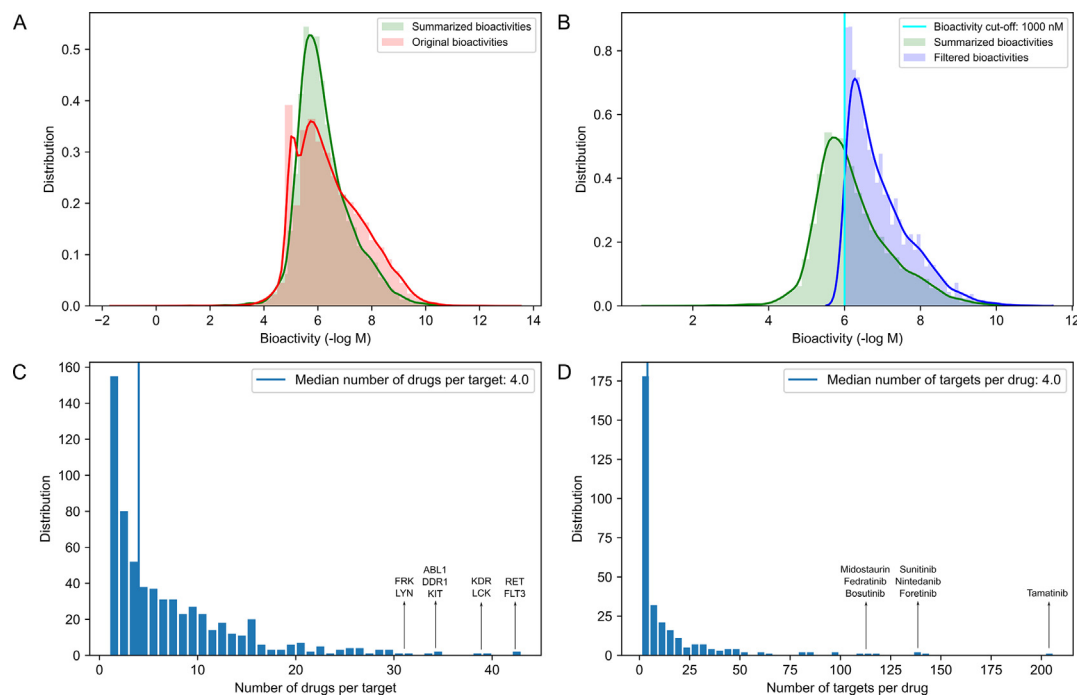 A
Summarized bioactivities
Original bioactivities
0.5
0.4
0.3
0.2
0.1
0.0
Distribution
−2 0 2 4 6 8 10 12 14
Bioactivity (-log M)
B
Bioactivity cut-off: 1000 nM
Summarized bioactivities
Filtered bioactivities
0.8
0.6
0.4
0.2
0.0
Distribution
2 4 6 8 10 12
Bioactivity (-log M)
C
Median number of drugs per target: 4.0
160
140
120
100
80
60
40
20
0
Distribution
FRK
LYN
ABL1
DDR1
KIT
KDR
LCK
RET
FLT3
0 10 20 30 40
Number of drugs per target
D
Median number of targets per drug: 4.0
175
150
125
100
75
50
25
0
Distribution
Midostaurin
Fedratinib
Bosutinib
Sunitinib
Nintedanib
Foretinib
Tamatinib
0 25 50 75 100 125 150 175 200
Number of targets per drug